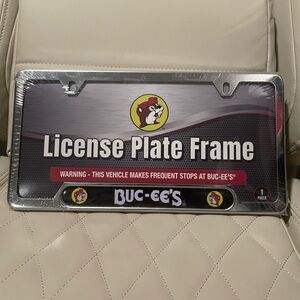 License Plate Frame
WARNING - THIS VEHICLE MAKES FREQUENT STOPS AT BUC-EE'S®
BUC-EE'S
1
PIECE